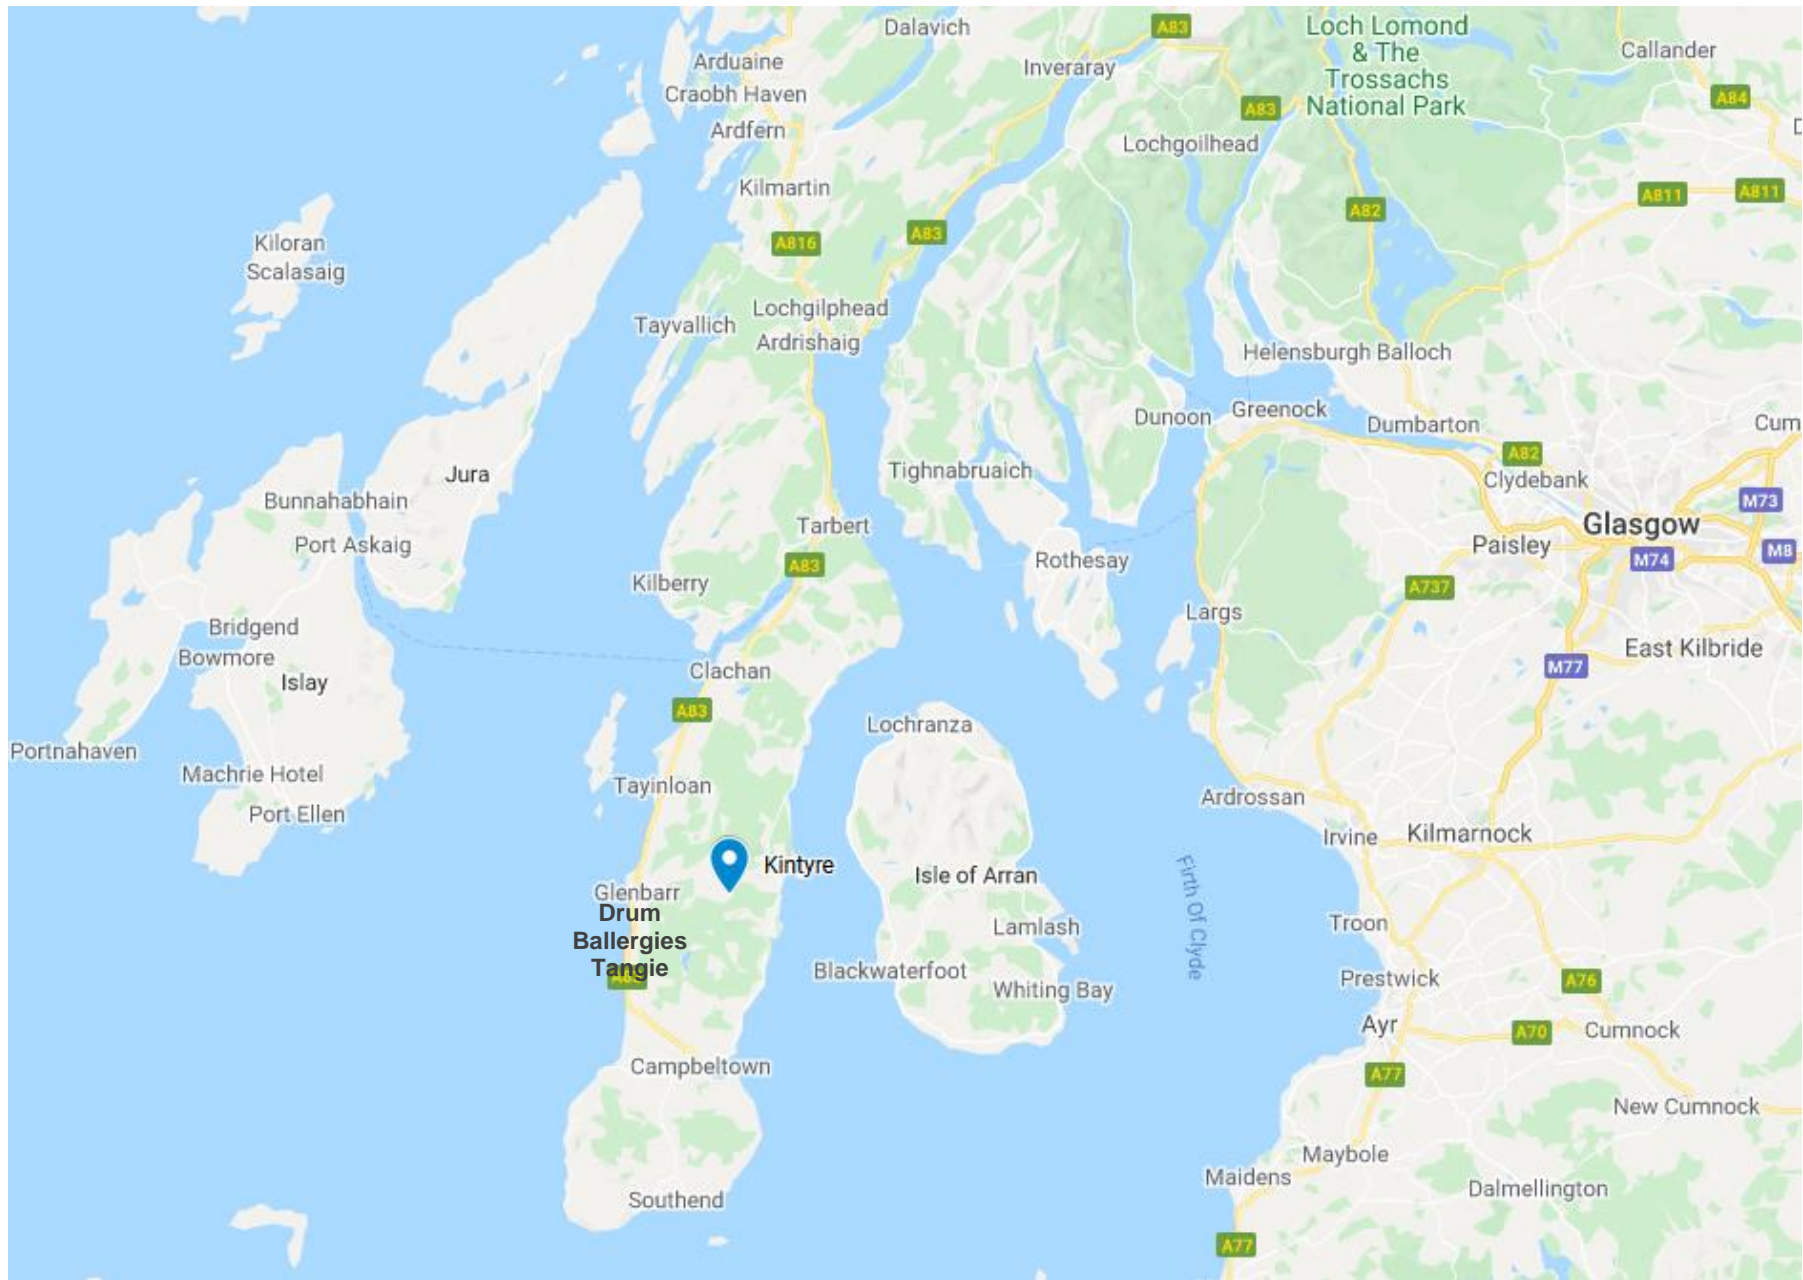 Dalavich
A83
Loch Lomond
& The
Trossachs
National Park
Callander
Arduaine
Inveraray
Craobh Haven
A83
A84
Ardfern
Lochgoilhead
Kilmartin
A82
A811
A811
A816
A83
Kiloran
Scalasaig
Lochgilphead
Tayvallich
Ardrishaig
Helensburgh
Balloch
Dunoon
Greenock
Dumbarton
Cum
A82
Jura
Tighnabruaich
Clydebank
Bunnahabhain
M73
Tarbert
Glasgow
Port Askaig
Paisley
M8
A83
Rothesay
M74
Kilberry
A737
Largs
Bridgend
East Kilbride
Bowmore
Clachan
M77
Islay
A83
Lochranza
Portnahaven
Machrie Hotel
Tayinloan
Ardrossan
Port Ellen
Irvine
Kilmarnock
Kintyre
Isle of Arran
Firth Of Clyde
Glenbarr
Drum
Ballergies
Tangie
A83
Lamlash
Troon
Blackwaterfoot
Prestwick
A76
Whiting Bay
Ayr
A70
Cumnock
Campbeltown
A77
New Cumnock
Maybole
Maidens
Dalmellington
Southend
A77